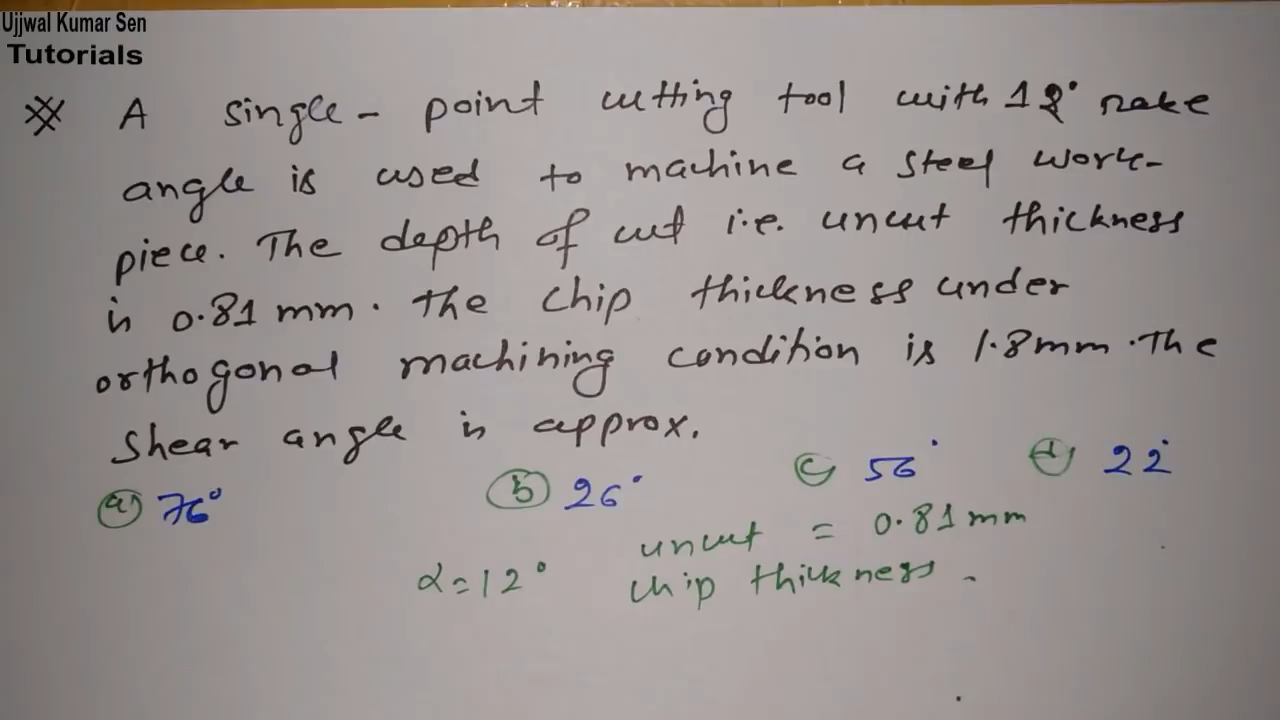 Ujjwal Kumar Sen
Tutorials
A single-point cutting tool with 12° rake
angle is used to machine a steel work-
piece. The depth of cut i.e. uncut thickness
is 0.81 mm. the chip thickness under
orthogonal machining condition is 1.8mm. The
shear angle is approx.
(a) 76° (b) 26° (c) 56° (d) 22°
uncut = 0.81 mm
α = 12° chip thickness -